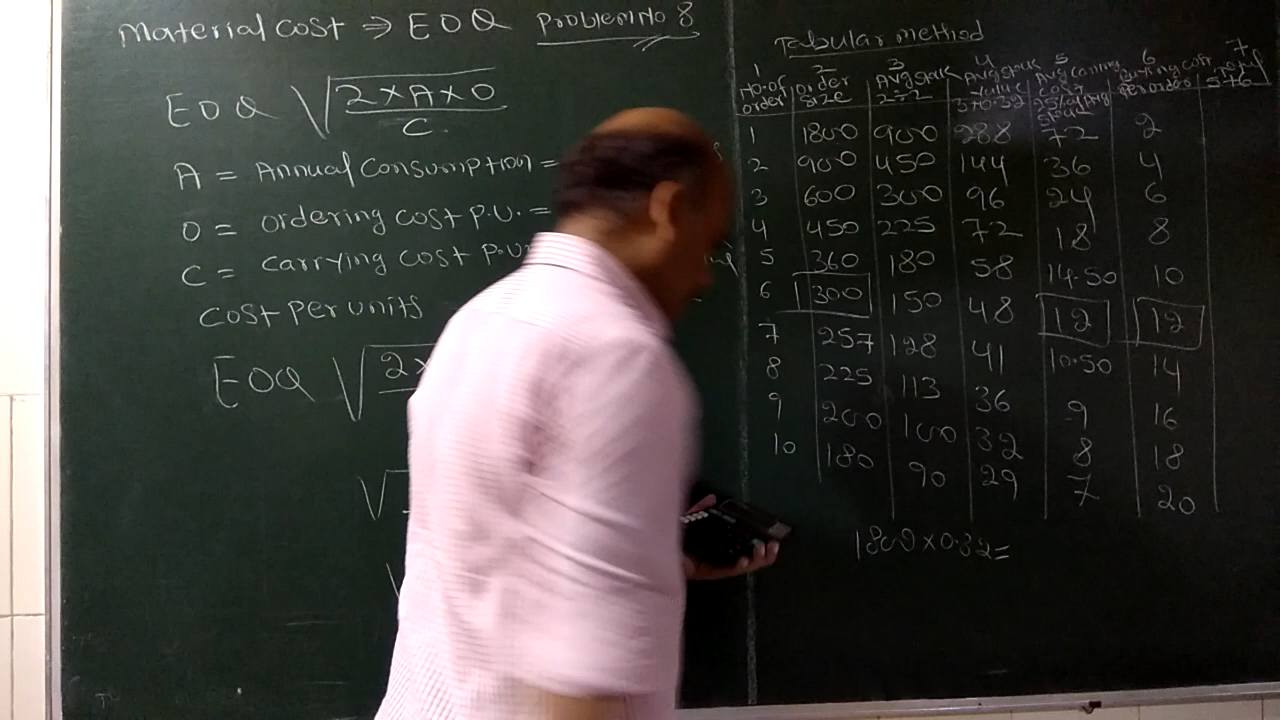 Material cost ⇒ EOQ Problem No 8
EOQ √ 2×A×O
C.
A = Annual Consumption =
O = ordering cost p.u. =
C = carrying cost p.u
cost per units
EOQ √ 2×
√
Tabular method
1 2 3 4 5 6 7
No. of order order size Avg stock 2÷2 Avg stock value 3×0.32 Avg carrying cost 25% of Avg stock cost per order 5+6
1 1800 900 288 72 2
2 900 450 144 36 4
3 600 300 96 24 6
4 450 225 72 18 8
5 360 180 58 14.50 10
6 300 150 48 12 12
7 257 128 41 10.50 14
8 225 113 36 9 16
9 200 100 32 8 18
10 180 90 29 7 20
1800×0.32=